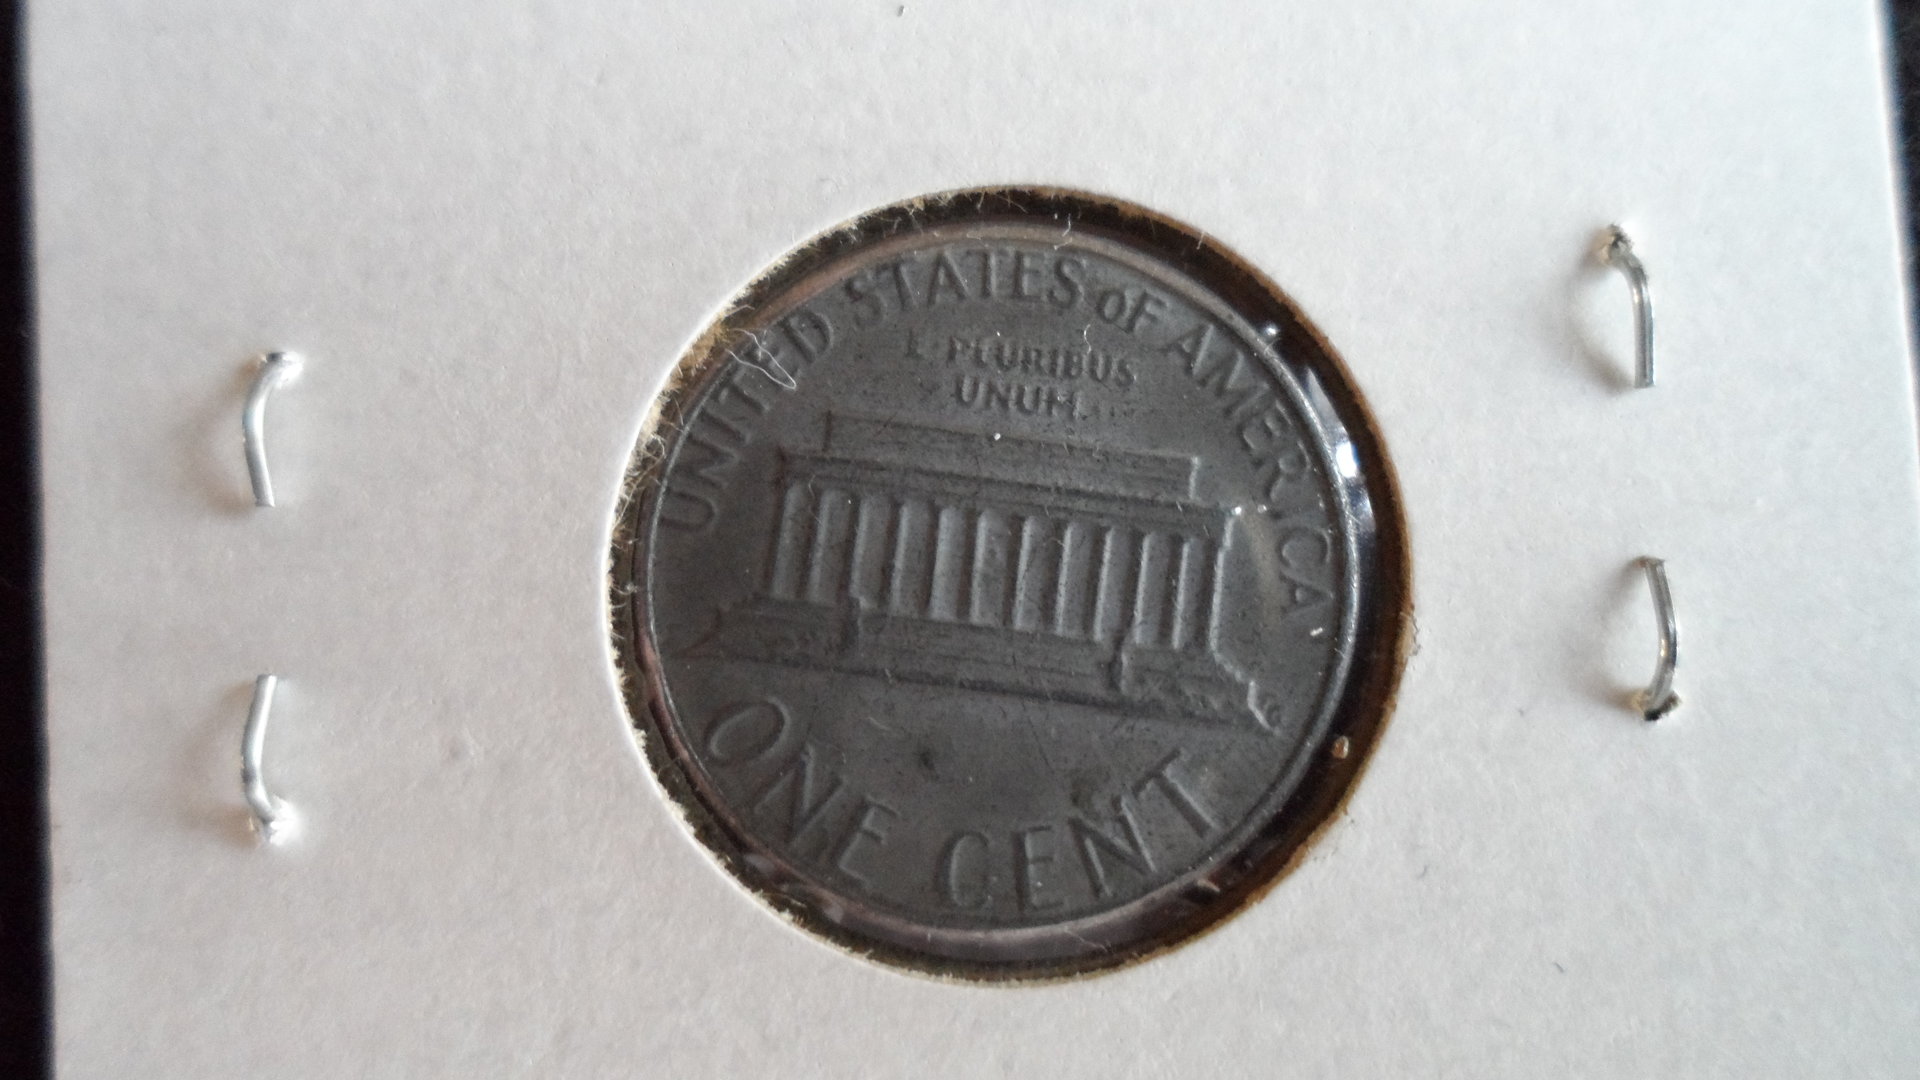 UNITED STATES oF AMERICA
E PLURIBUS
UNUM
ONE CENT